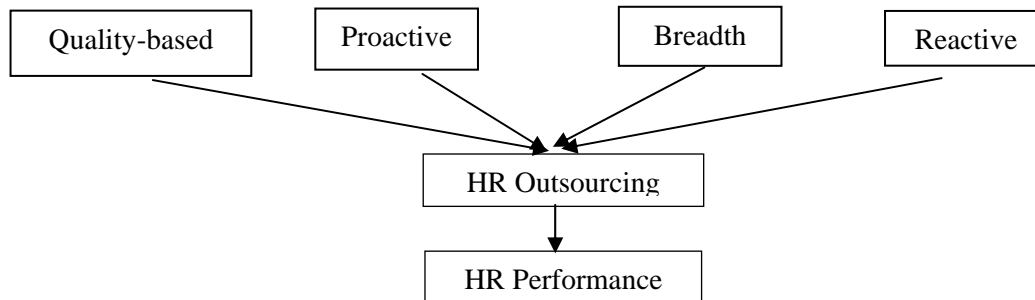 Quality-based
Proactive
Breadth
Reactive
HR Outsourcing
HR Performance